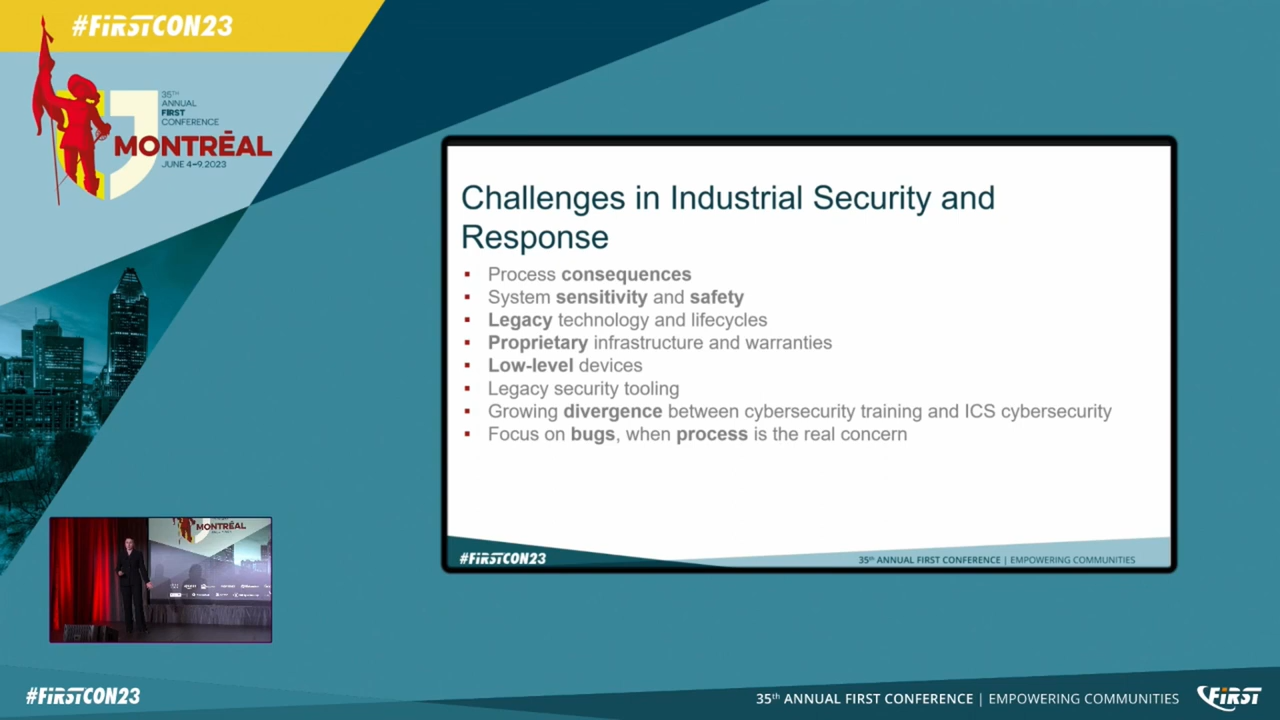 #FiRSTCON23
35TH
ANNUAL
FIRST
CONFERENCE
MONTRĒAL
JUNE 4-9, 2023
Challenges in Industrial Security and
Response
▪ Process consequences
▪ System sensitivity and safety
▪ Legacy technology and lifecycles
▪ Proprietary infrastructure and warranties
▪ Low-level devices
▪ Legacy security tooling
▪ Growing divergence between cybersecurity training and ICS cybersecurity
▪ Focus on bugs, when process is the real concern
#FiRSTCON23
35th ANNUAL FIRST CONFERENCE | EMPOWERING COMMUNITIES
MONTRĒAL
#FiRSTCON23
35th ANNUAL FIRST CONFERENCE | EMPOWERING COMMUNITIES
FiRST